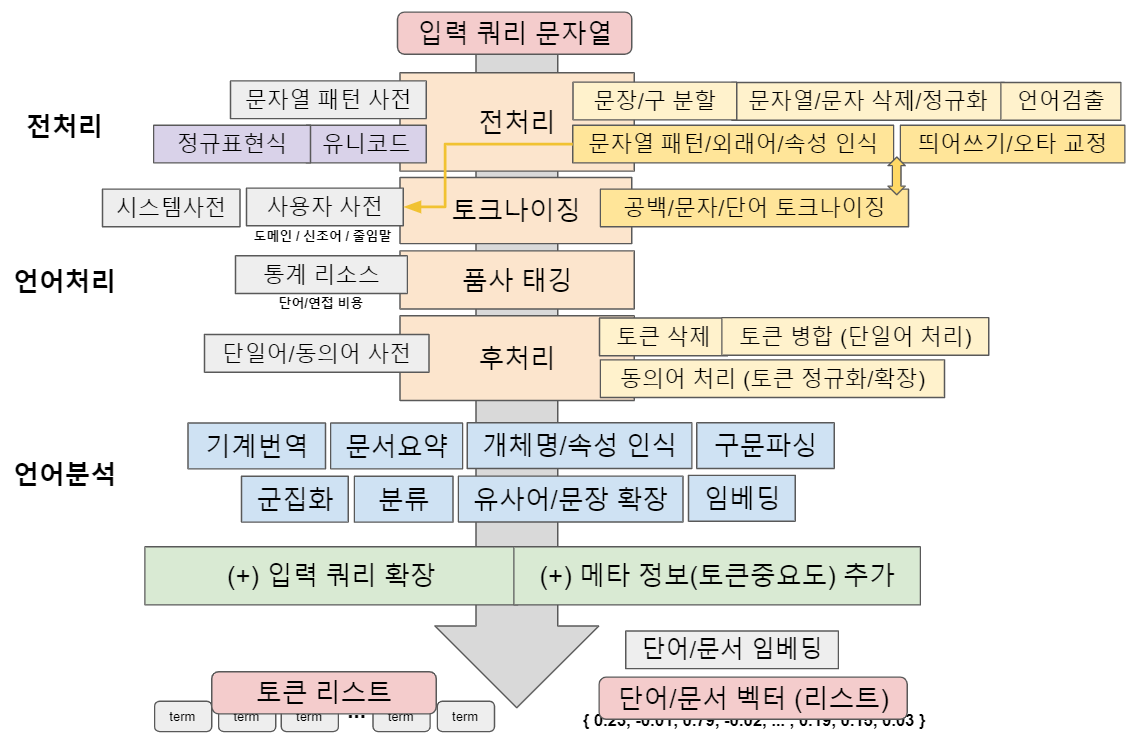 입력 쿼리 문자열
전처리
문자열 패턴 사전
정규표현식 유니코드
전처리
문장/구 분할 문자열/문자 삭제/정규화 언어검출
문자열 패턴/외래어/속성 인식 띄어쓰기/오타 교정
시스템사전 사용자 사전
도메인 / 신조어 / 줄임말
토크나이징
공백/문자/단어 토크나이징
언어처리
통계 리소스
단어/연접 비용
품사 태깅
단일어/동의어 사전
후처리
토큰 삭제 토큰 병합 (단일어 처리)
동의어 처리 (토큰 정규화/확장)
언어분석
기계번역 문서요약 개체명/속성 인식 구문파싱
군집화 분류 유사어/문장 확장 임베딩
(+) 입력 쿼리 확장 (+) 메타 정보(토큰중요도) 추가
단어/문서 임베딩
토큰 리스트
term term term ... term term
단어/문서 벡터 (리스트)
{ 0.23, -0.01, 0.79, -0.02, ... , 0.19, 0.15, 0.03 }